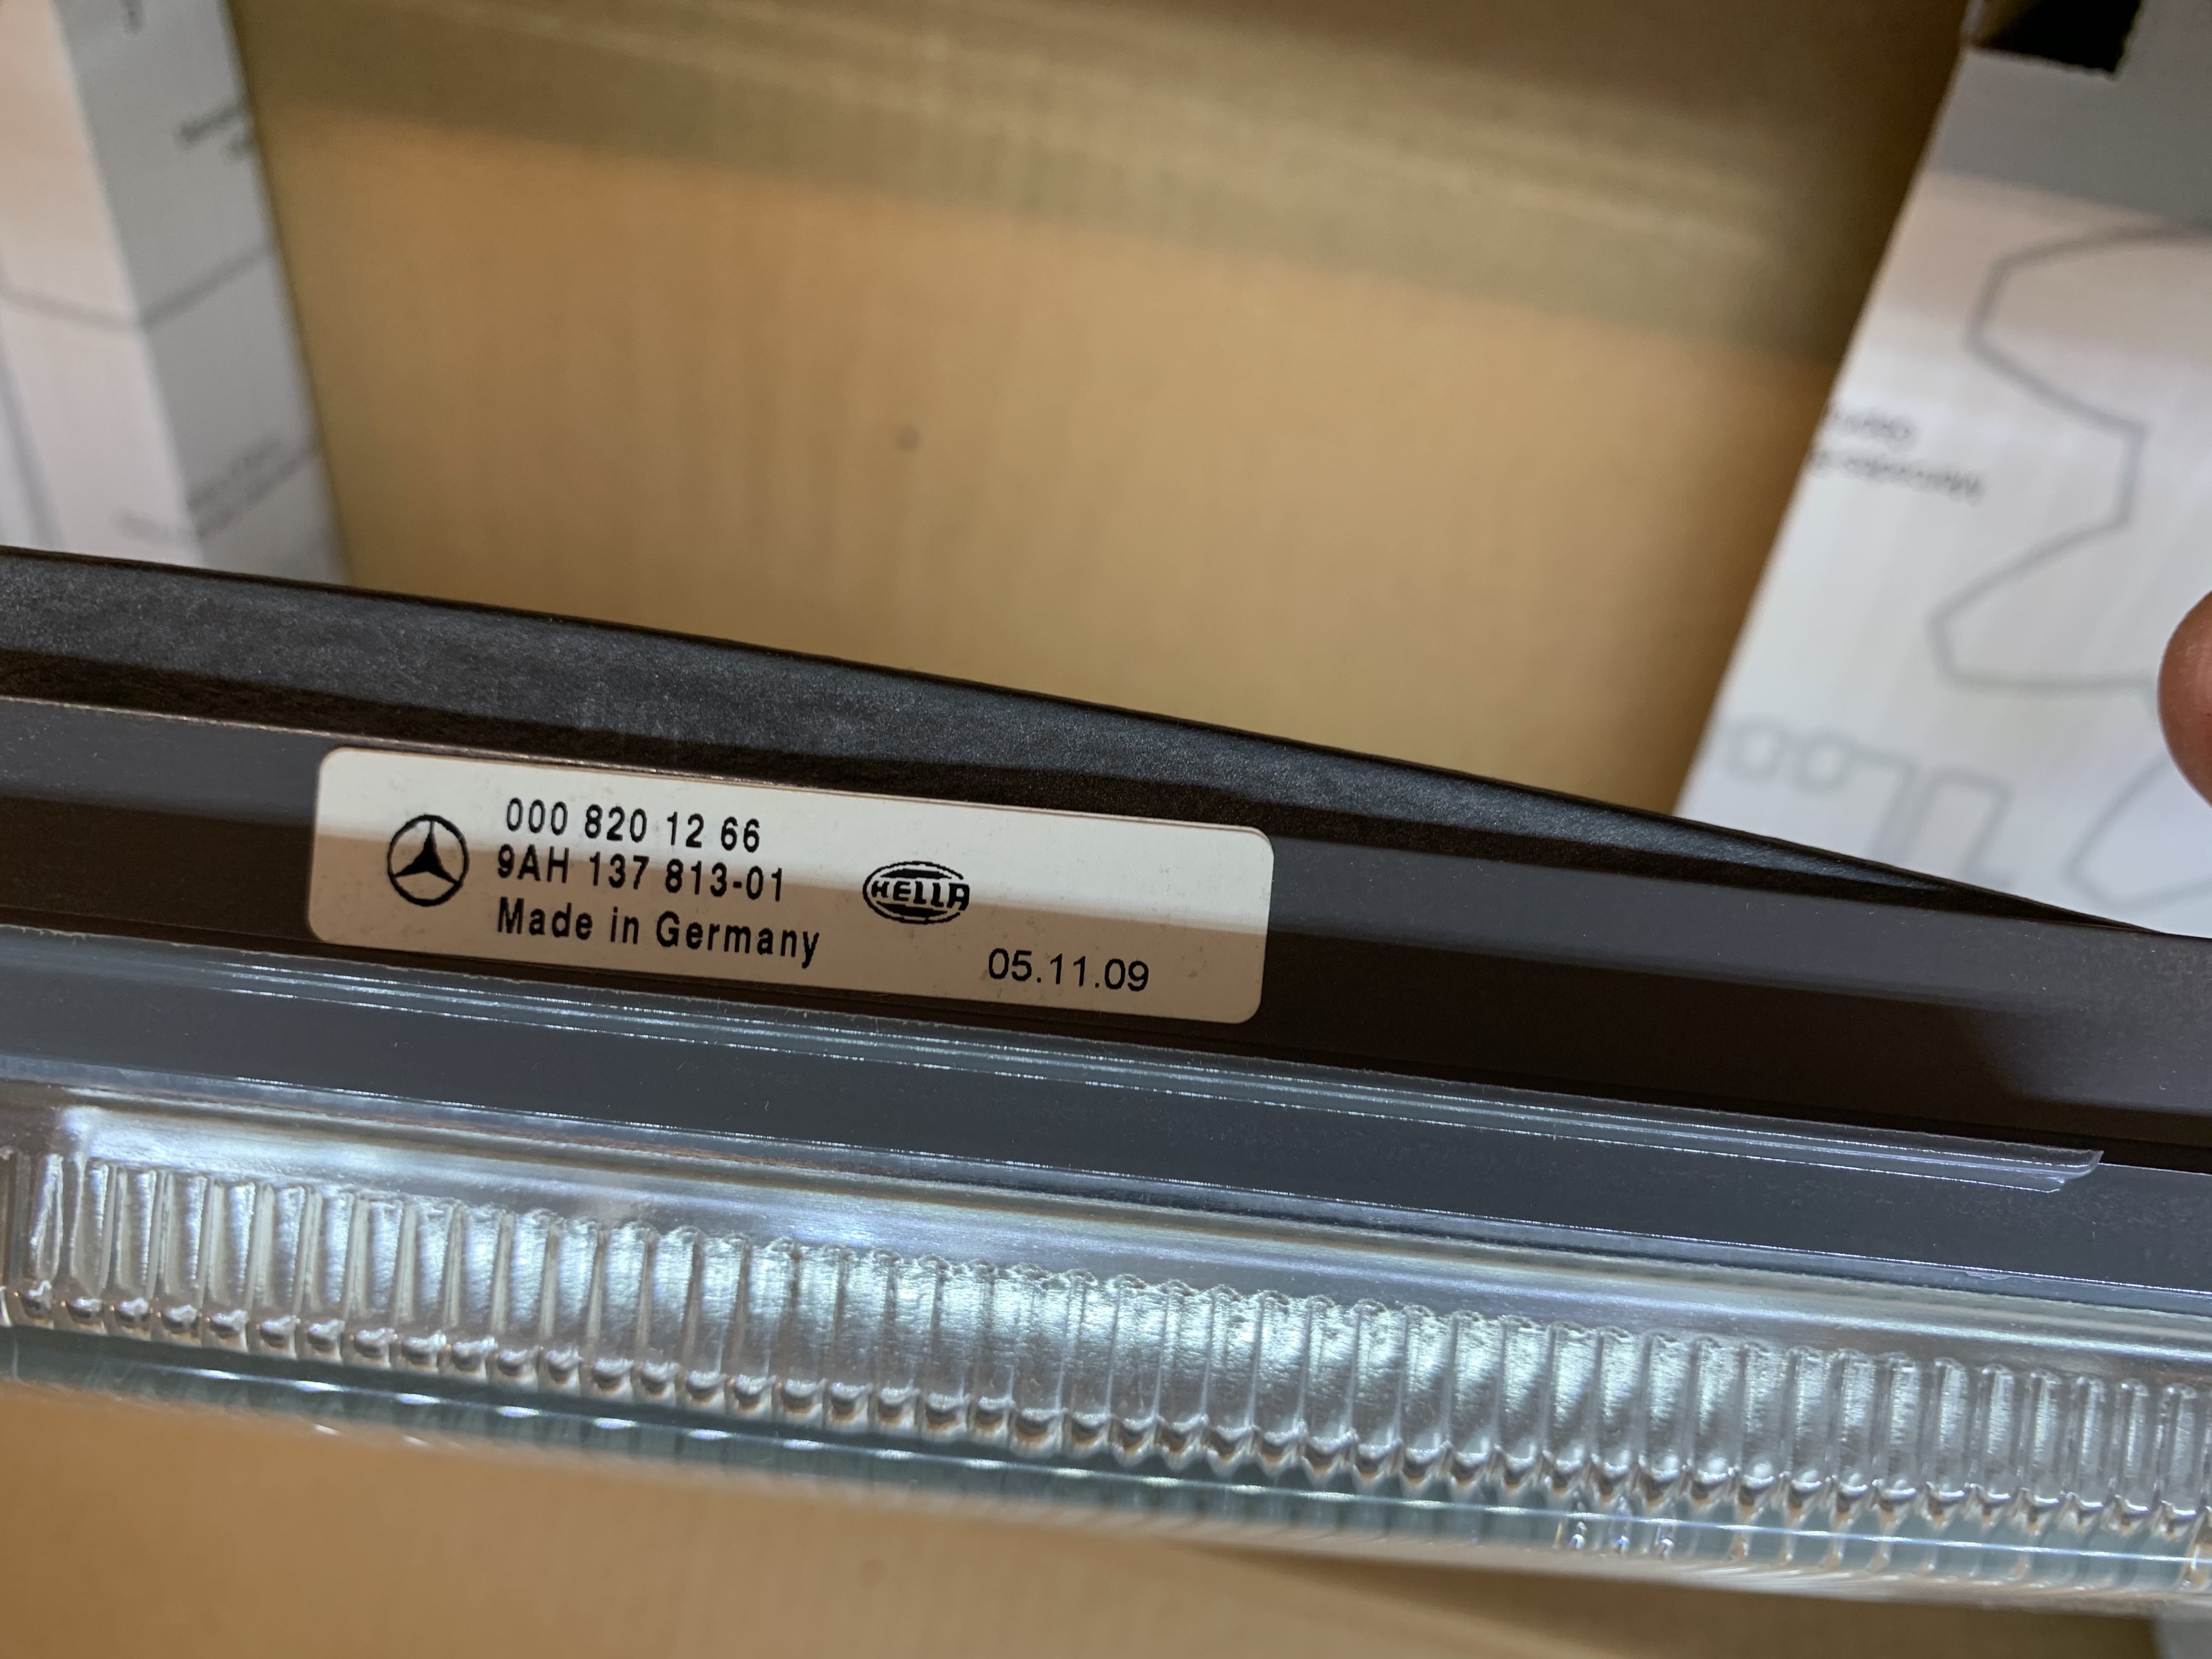 000 820 12 66
9AH 137 813-01
Made in Germany
HELLA
05.11.09